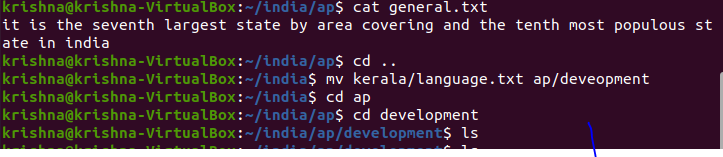 krishna@krishna-VirtualBox:~/india/ap$ cat general.txt
it is the seventh largest state by area covering and the tenth most populous st
ate in india
krishna@krishna-VirtualBox:~/india/ap$ cd ..
krishna@krishna-VirtualBox:~/india$ mv kerala/language.txt ap/deveopment
krishna@krishna-VirtualBox:~/india$ cd ap
krishna@krishna-VirtualBox:~/india/ap$ cd development
krishna@krishna-VirtualBox:~/india/ap/development$ ls